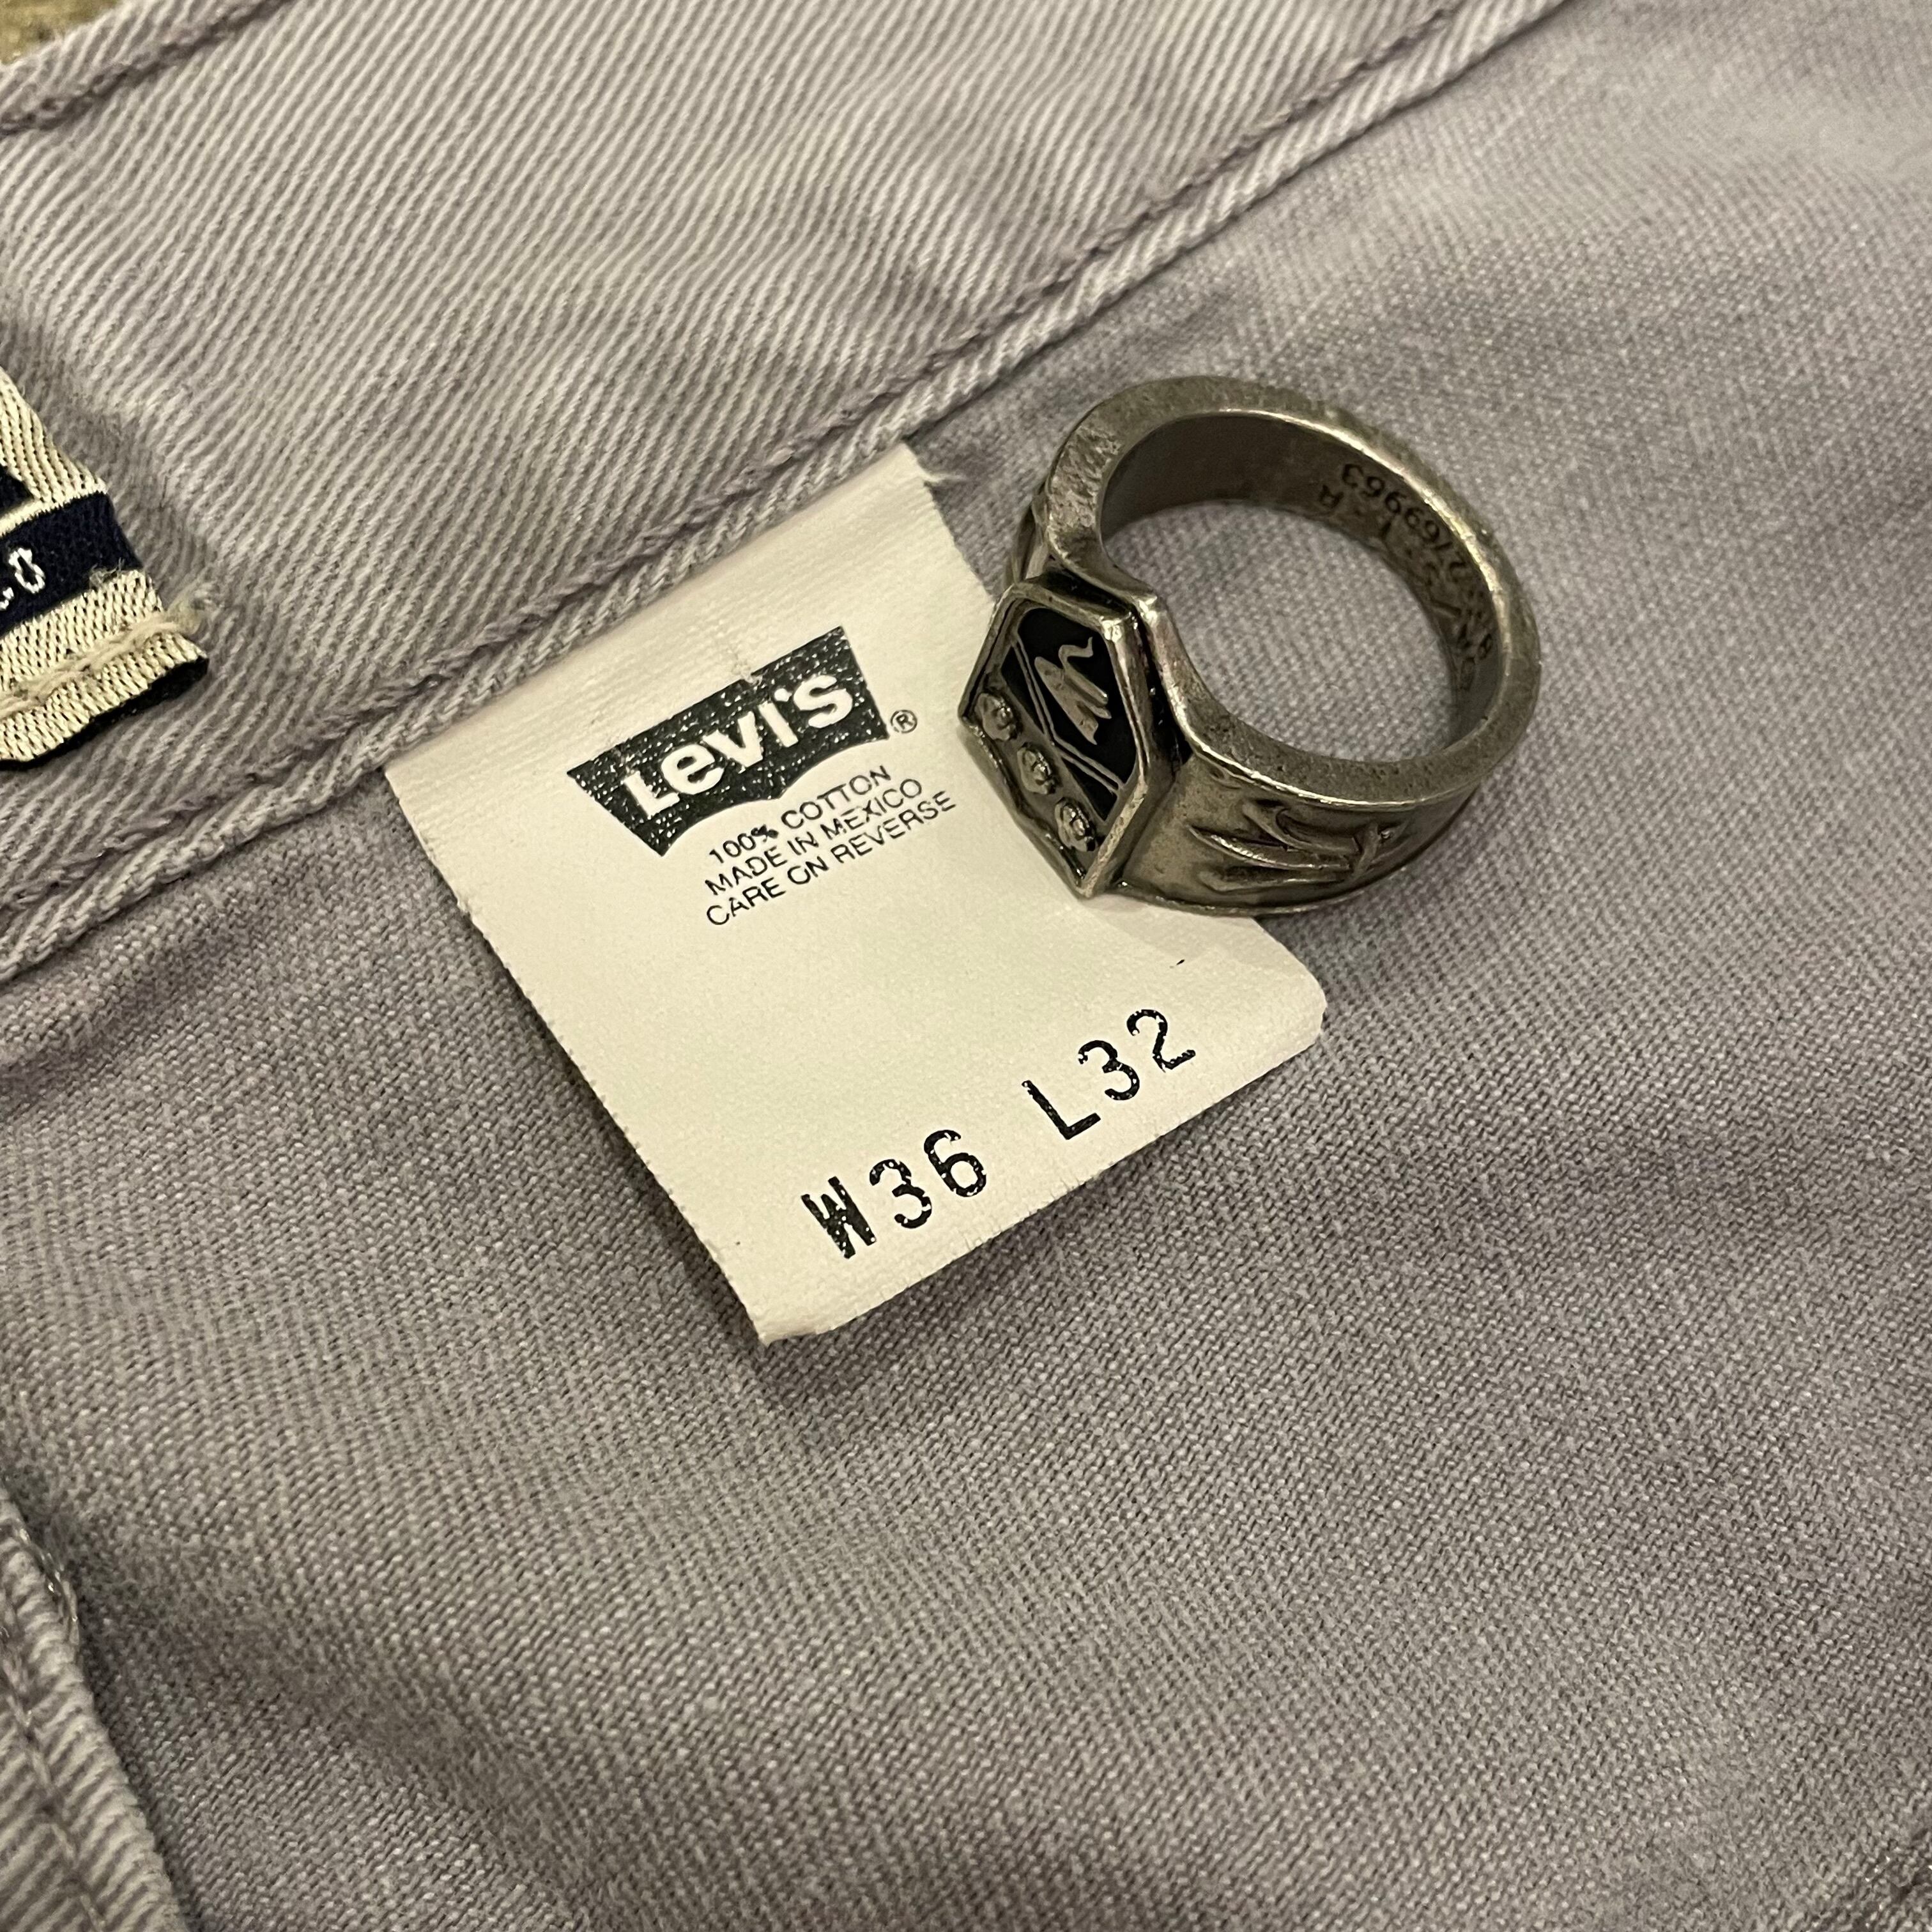 Levi's®
100% COTTON
MADE IN MEXICO
CARE ON REVERSE
W36 L32